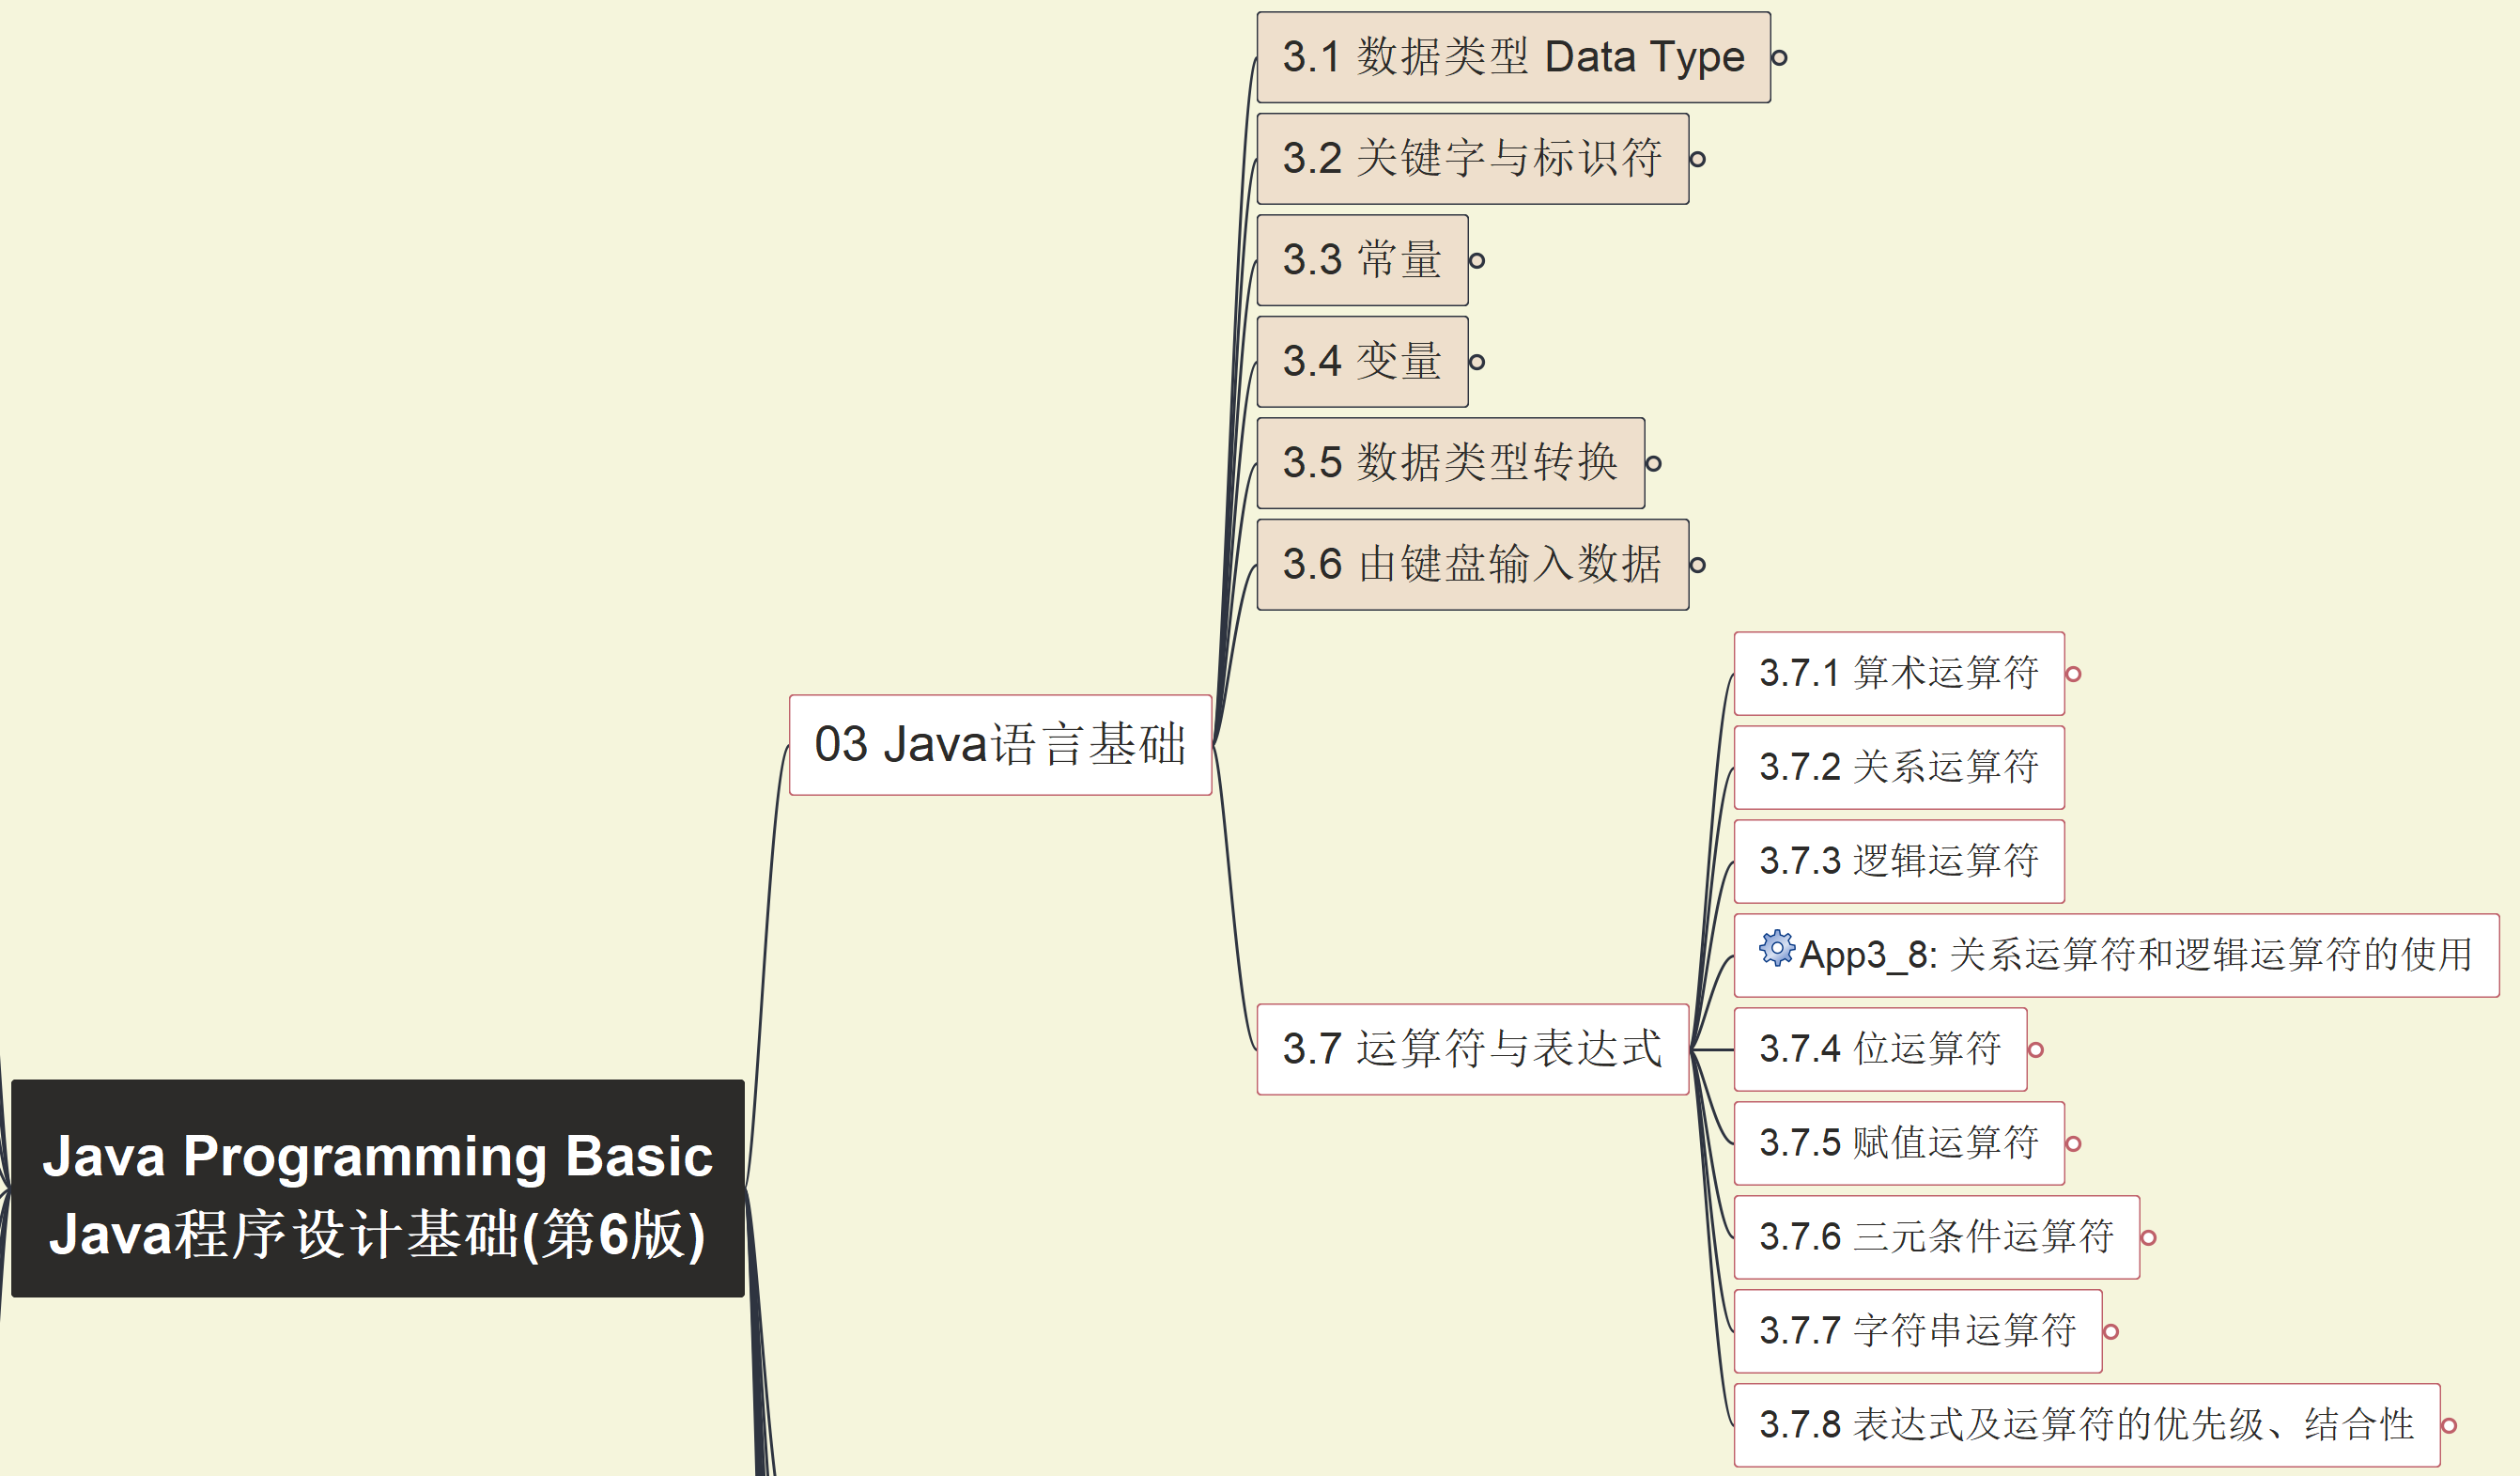 3.1 数据类型 Data Type
3.2 关键字与标识符
3.3 常量
3.4 变量
3.5 数据类型转换
3.6 由键盘输入数据
03 Java语言基础
3.7 运算符与表达式
3.7.1 算术运算符
3.7.2 关系运算符
3.7.3 逻辑运算符
App3_8: 关系运算符和逻辑运算符的使用
3.7.4 位运算符
3.7.5 赋值运算符
3.7.6 三元条件运算符
3.7.7 字符串运算符
3.7.8 表达式及运算符的优先级、结合性
Java Programming Basic
Java程序设计基础(第6版)